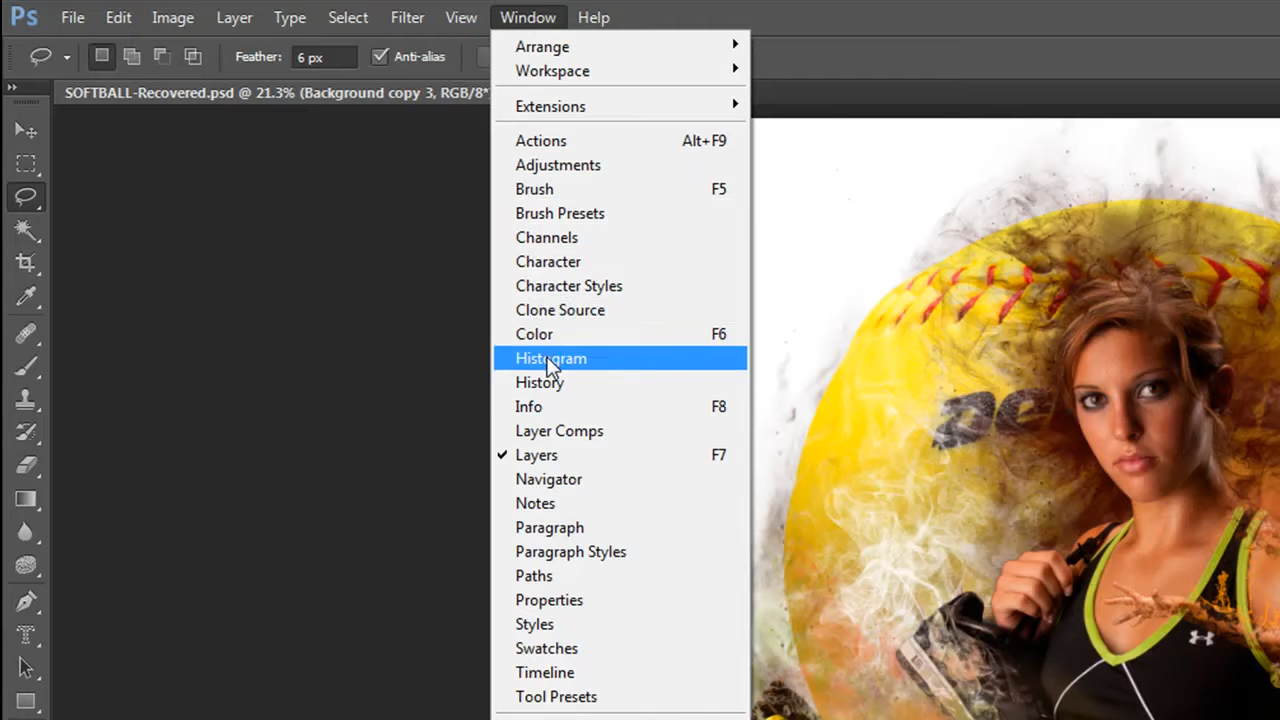 Ps File Edit Image Layer Type Select Filter View Window Help
Feather: 6 px Anti-alias
SOFTBALL-Recovered.psd @ 21.3% (Background copy 3, RGB/8*
Arrange
Workspace
Extensions
Actions Alt+F9
Adjustments
Brush F5
Brush Presets
Channels
Character
Character Styles
Clone Source
Color F6
Histogram
History
Info F8
Layer Comps
Layers F7
Navigator
Notes
Paragraph
Paragraph Styles
Paths
Properties
Styles
Swatches
Timeline
Tool Presets